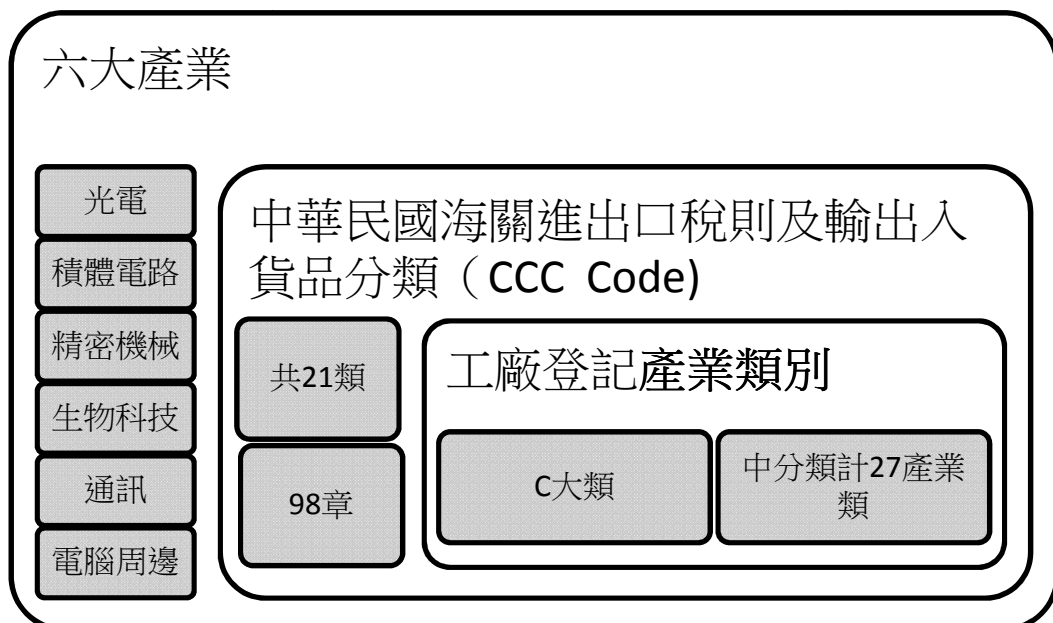 六大產業
光電
積體電路
精密機械
生物科技
通訊
電腦周邊
中華民國海關進出口稅則及輸出入
貨品分類（CCC Code)
共21類
98章
工廠登記產業類別
C大類
中分類計27產業
類